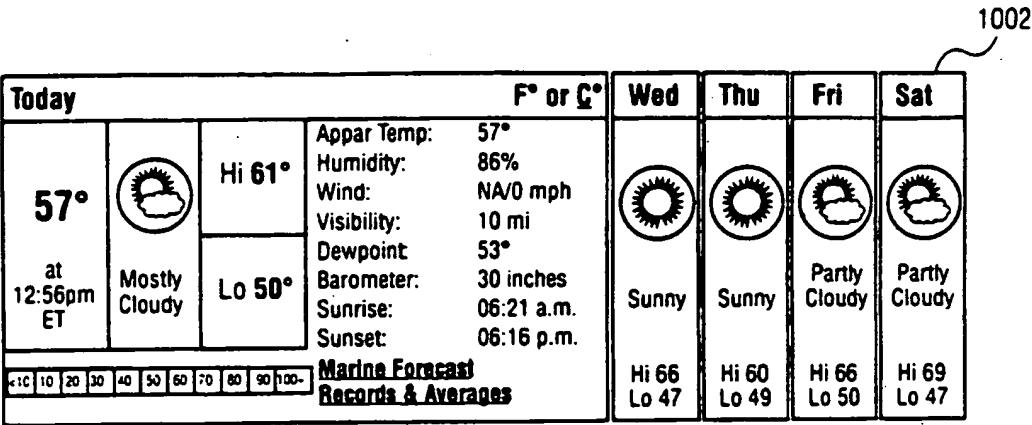 1002
Today F° or C°
57°
at
12:56pm
ET
Mostly
Cloudy
Hi 61°
Lo 50°
Appar Temp: 57°
Humidity: 86%
Wind: NA/0 mph
Visibility: 10 mi
Dewpoint: 53°
Barometer: 30 inches
Sunrise: 06:21 a.m.
Sunset: 06:16 p.m.
<10 10 20 30 40 50 60 70 80 90 100+
Marine Forecast
Records & Averages
Wed
Sunny
Hi 66
Lo 47
Thu
Sunny
Hi 60
Lo 49
Fri
Partly
Cloudy
Hi 66
Lo 50
Sat
Partly
Cloudy
Hi 69
Lo 47